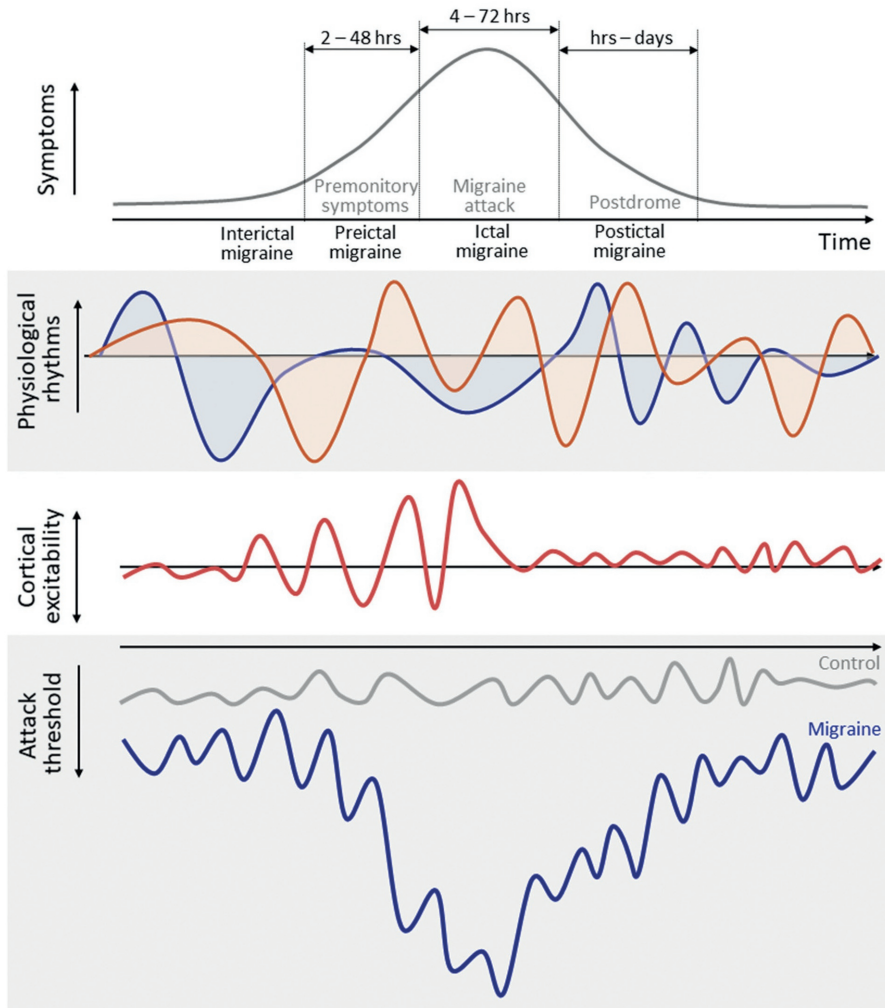 4 – 72 hrs
2 – 48 hrs
hrs – days
Symptoms
Premonitory
symptoms
Migraine
attack
Postdrome
Interictal
migraine
Preictal
migraine
Ictal
migraine
Postictal
migraine
Time
Physiological
rhythms
Cortical
excitability
Attack
threshold
Control
Migraine